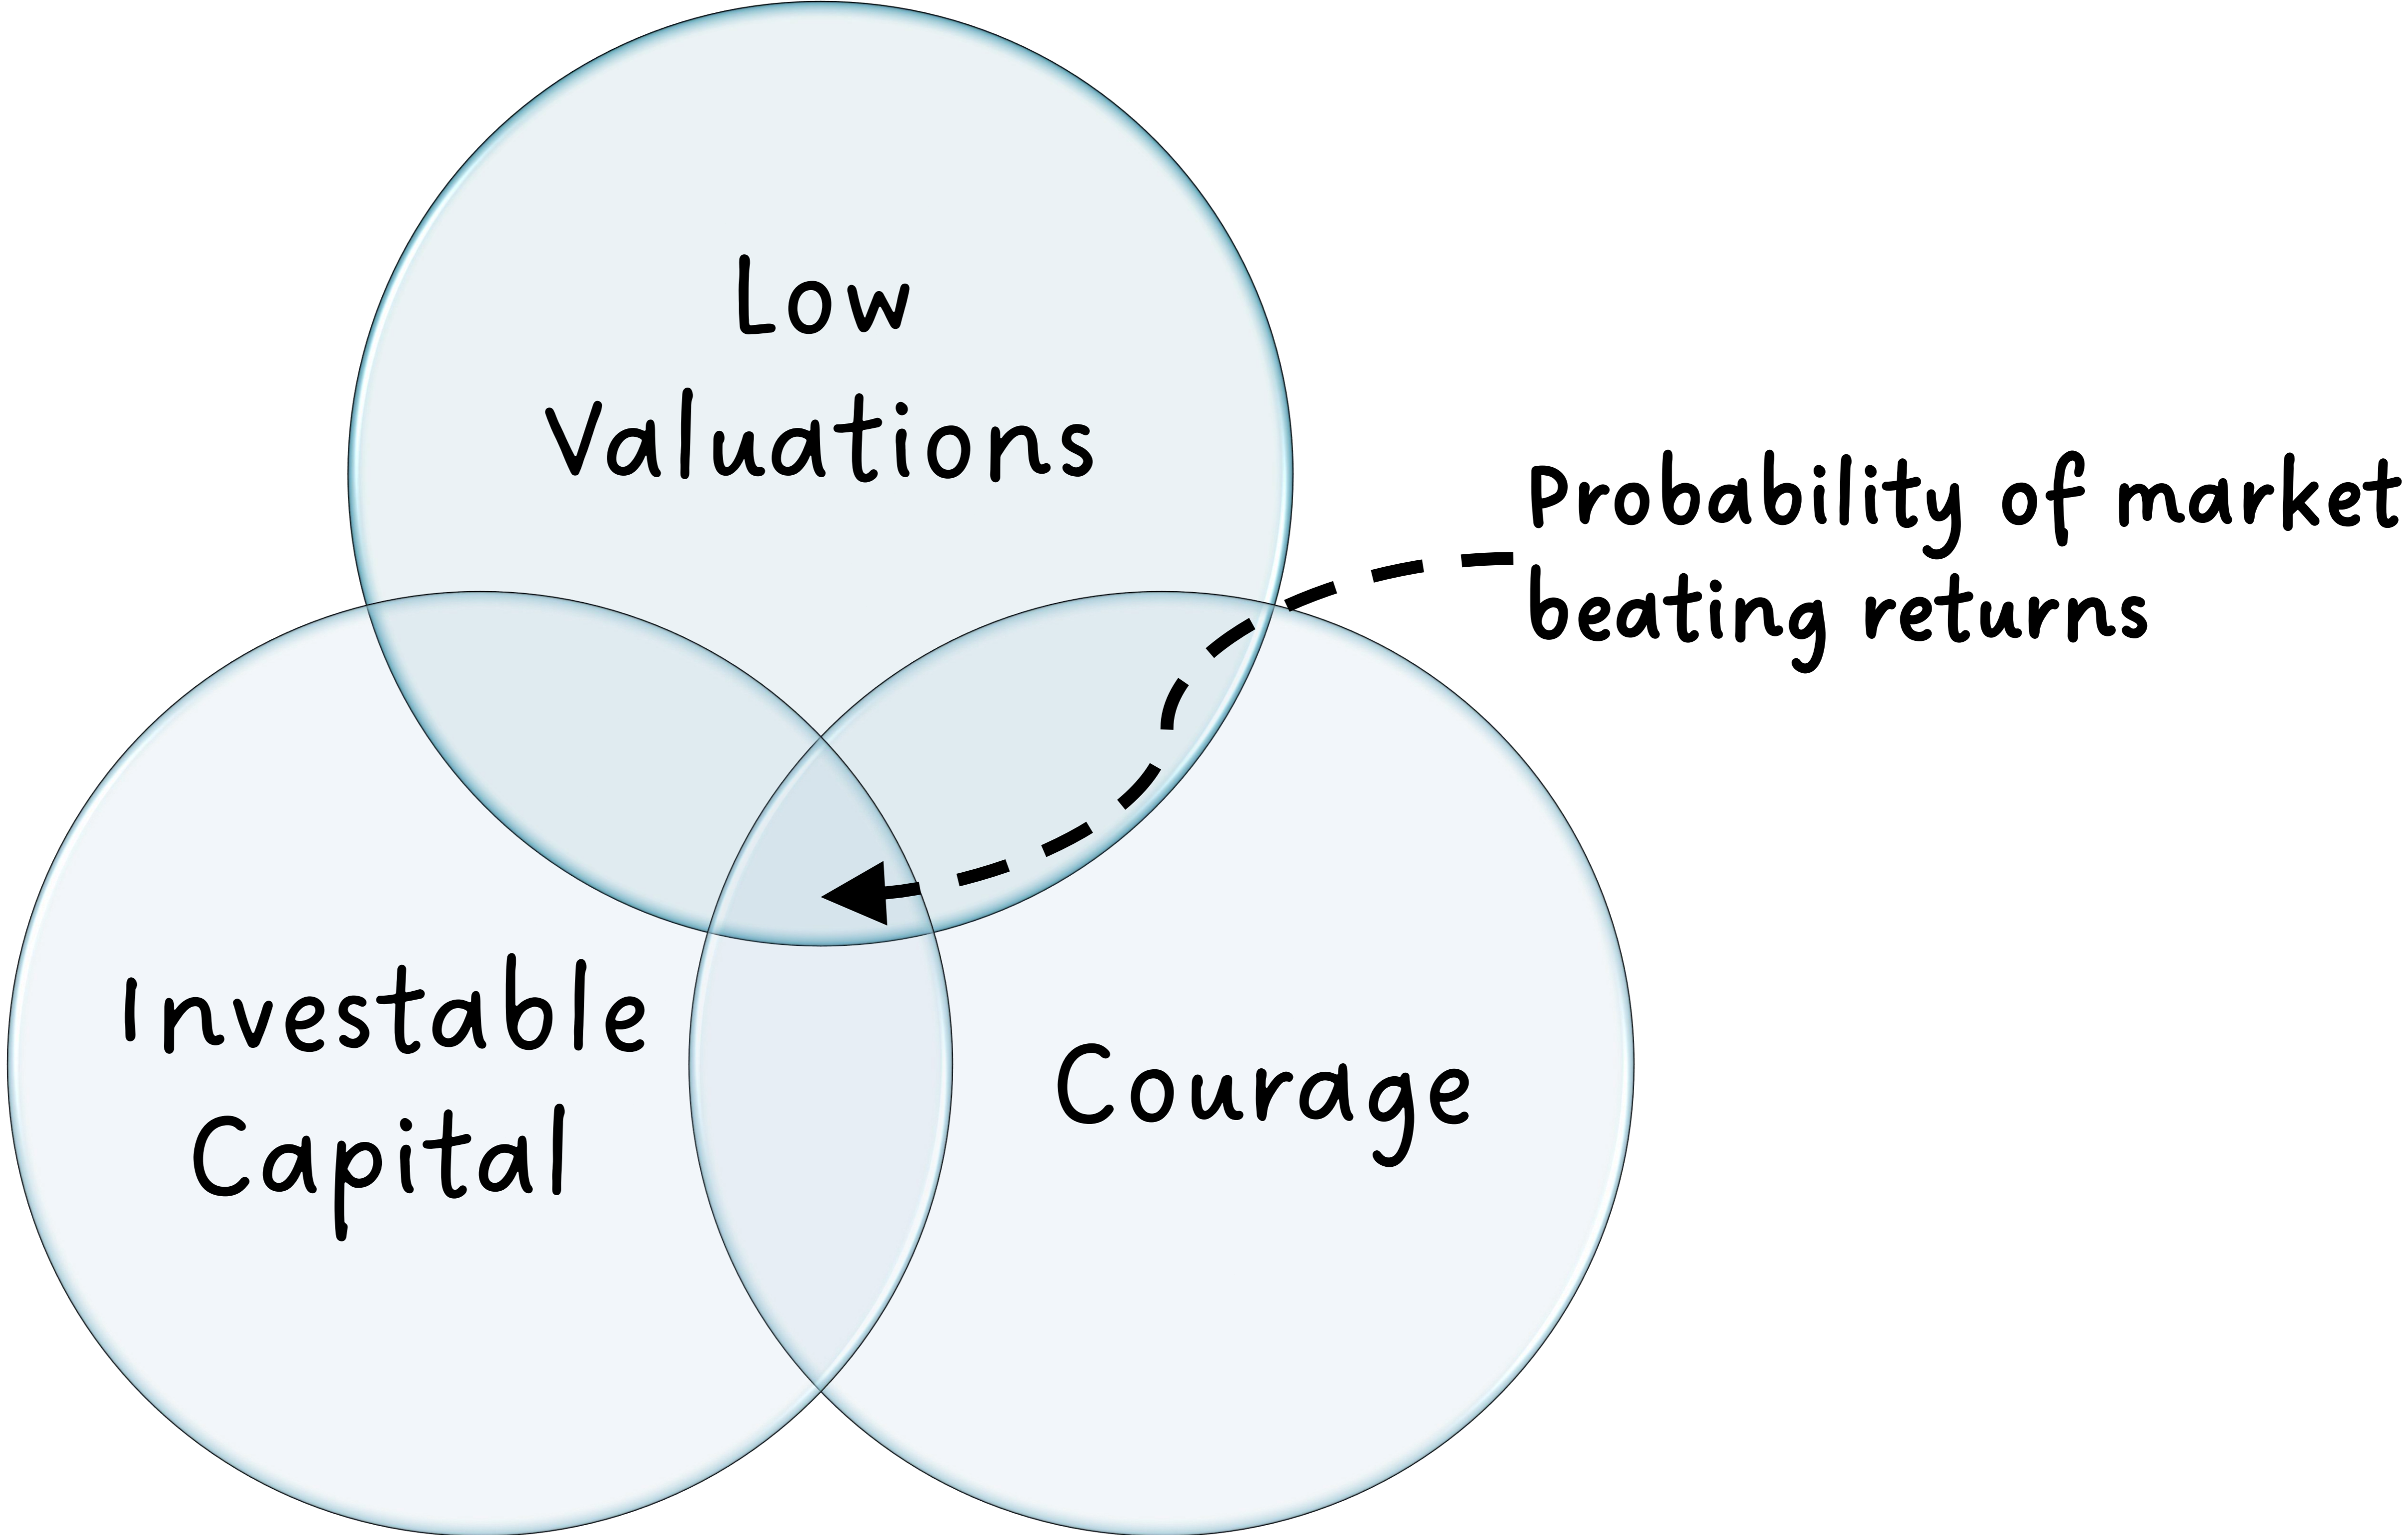 Low
Valuations
Probability of market
beating returns
Investable
Capital
Courage